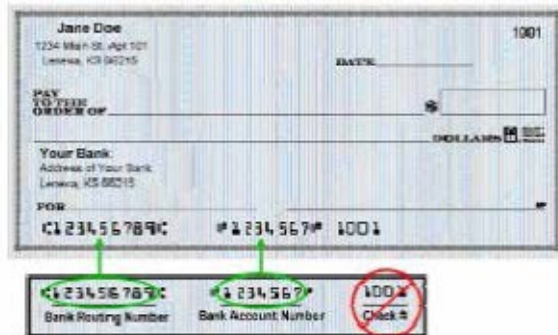 Jane Doe
1001
1234 Main St. Apt 101
Lenexa, KS 66215
DATE
PAY
TO THE
ORDER OF
$
DOLLARS
Your Bank
Address of Your Bank
Lenexa, KS 66215
FOR
⑆123456789⑆ ⑈1234567⑈ 1001
⑆123456789⑆ ⑈1234567⑈ 1001
Bank Routing Number Bank Account Number Check #